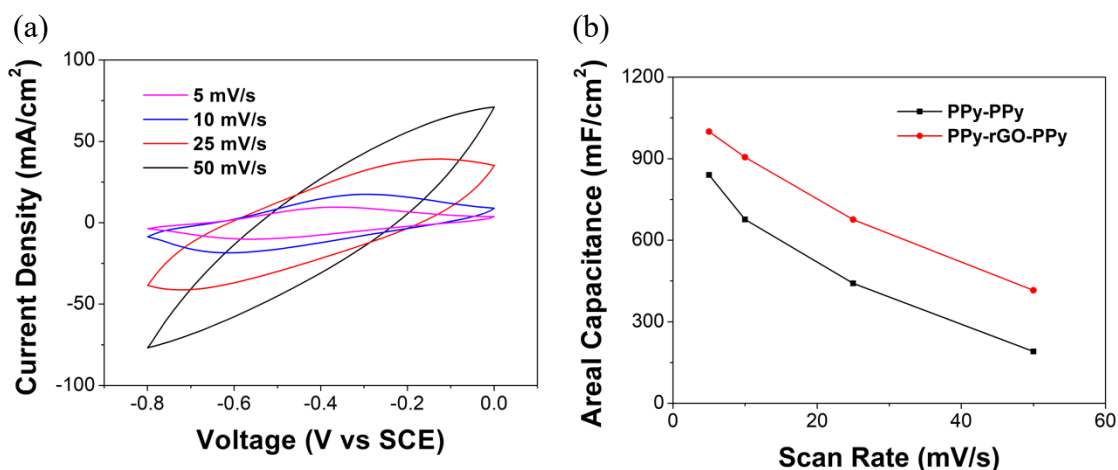 (a)
Current Density (mA/cm²)
100
50
0
-50
-100
5 mV/s
10 mV/s
25 mV/s
50 mV/s
-0.8
-0.6
-0.4
-0.2
0.0
Voltage (V vs SCE)
(b)
Areal Capacitance (mF/cm²)
1200
900
600
300
0
PPy-PPy
PPy-rGO-PPy
0
20
40
60
Scan Rate (mV/s)